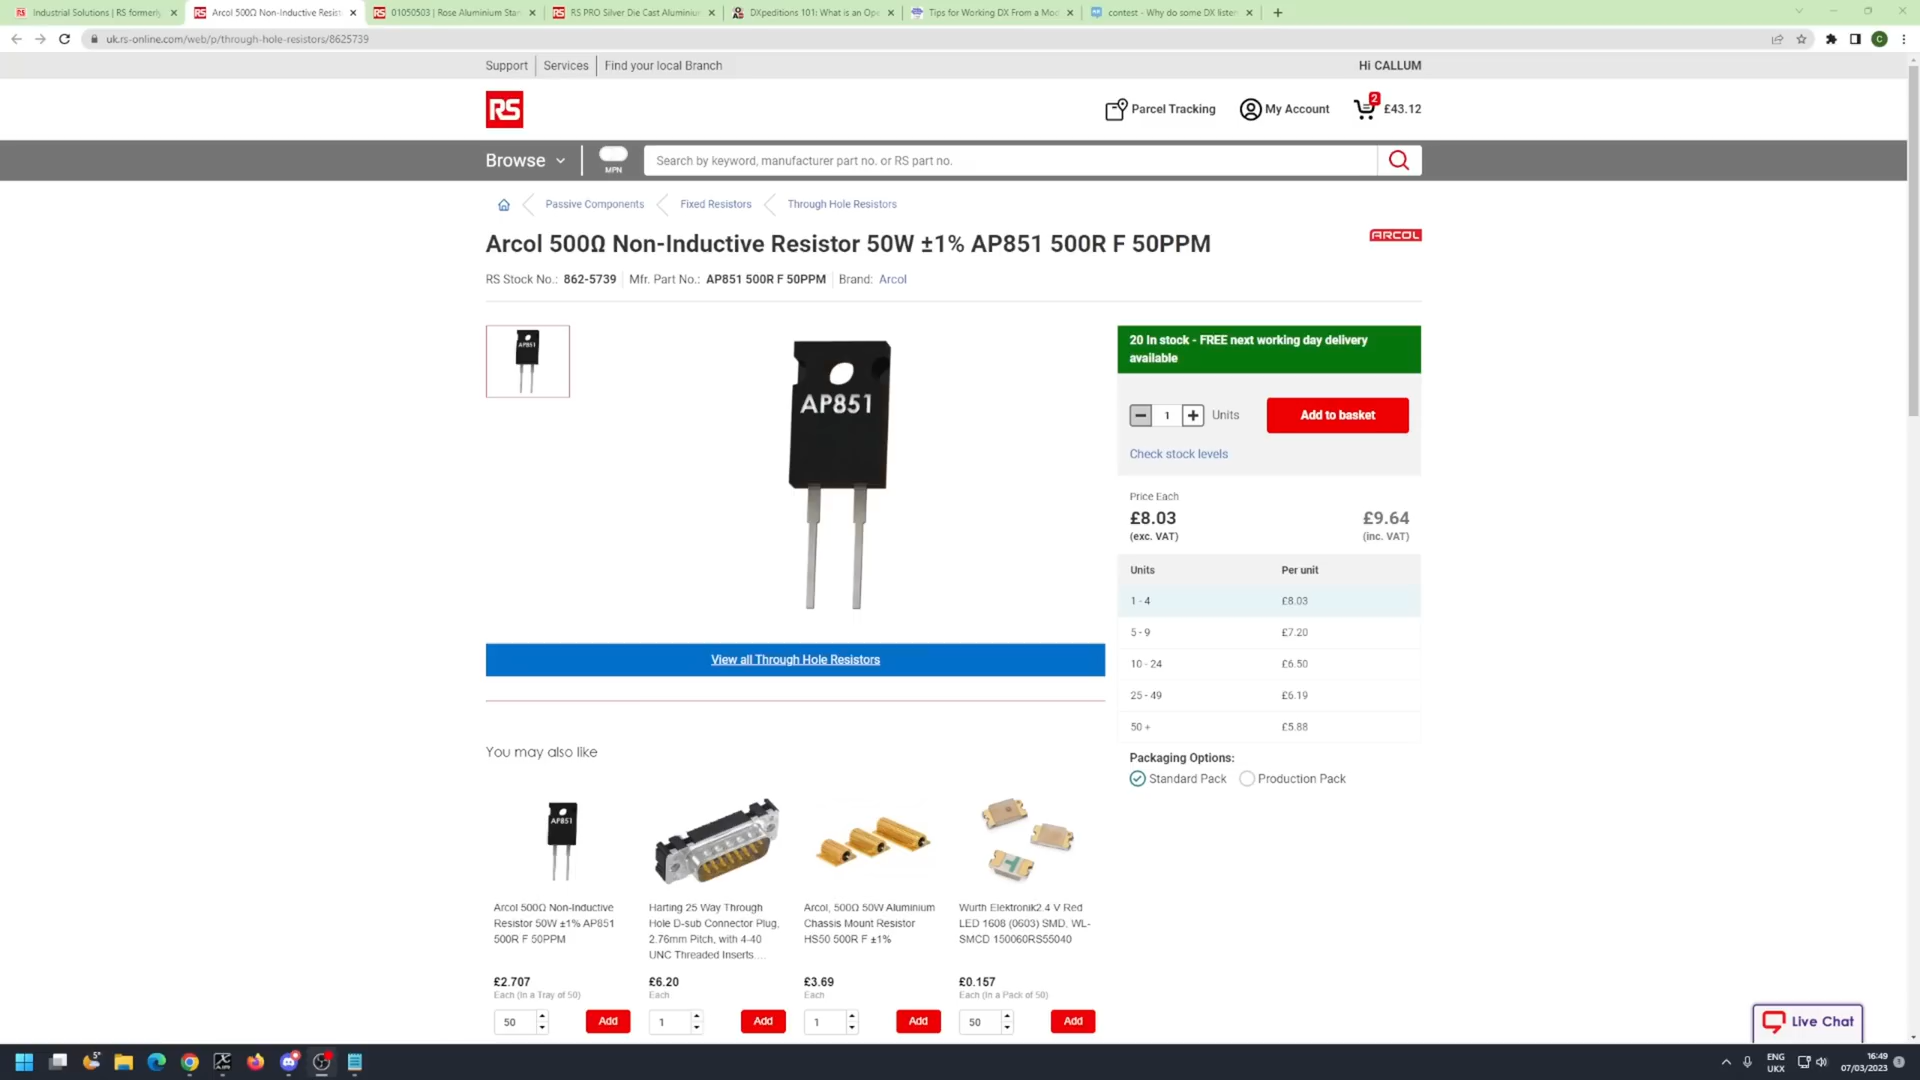 Industrial Solutions | RS formerly
Arcol 500Ω Non-Inductive Resist
01050503 | Rose Aluminium Stan
RS PRO Silver Die Cast Aluminiu
DXpeditions 101: What is an Ope
Tips for Working DX From a Mod
contest - Why do some DX listen
uk.rs-online.com/web/p/through-hole-resistors/8625739
C
Support
Services
Find your local Branch
Hi CALLUM
RS
Parcel Tracking
My Account
2
£43.12
Browse
MPN
Search by keyword, manufacturer part no. or RS part no.
Passive Components
Fixed Resistors
Through Hole Resistors
Arcol 500Ω Non-Inductive Resistor 50W ±1% AP851 500R F 50PPM
ARCOL
RS Stock No.: 862-5739
Mfr. Part No.: AP851 500R F 50PPM
Brand: Arcol
AP851
AP851
20 In stock - FREE next working day delivery
available
1
Units
Add to basket
Check stock levels
Price Each
£8.03
£9.64
(exc. VAT)
(inc. VAT)
Units Per unit
1 - 4 £8.03
5 - 9 £7.20
10 - 24 £6.50
25 - 49 £6.19
50 + £5.88
Packaging Options:
Standard Pack
Production Pack
View all Through Hole Resistors
You may also like
AP851
Arcol 500Ω Non-Inductive
Resistor 50W ±1% AP851
500R F 50PPM
£2.707
Each (In a Tray of 50)
50
Add
Harting 25 Way Through
Hole D-sub Connector Plug,
2.76mm Pitch, with 4-40
UNC Threaded Inserts....
£6.20
Each
1
Add
Arcol, 500Ω 50W Aluminium
Chassis Mount Resistor
HS50 500R F ±1%
£3.69
Each
1
Add
Wurth Elektronik2.4 V Red
LED 1608 (0603) SMD, WL-
SMCD 150060RS55040
£0.157
Each (In a Pack of 50)
50
Add
Live Chat
5°
ENG
UKX
16:49
07/03/2023